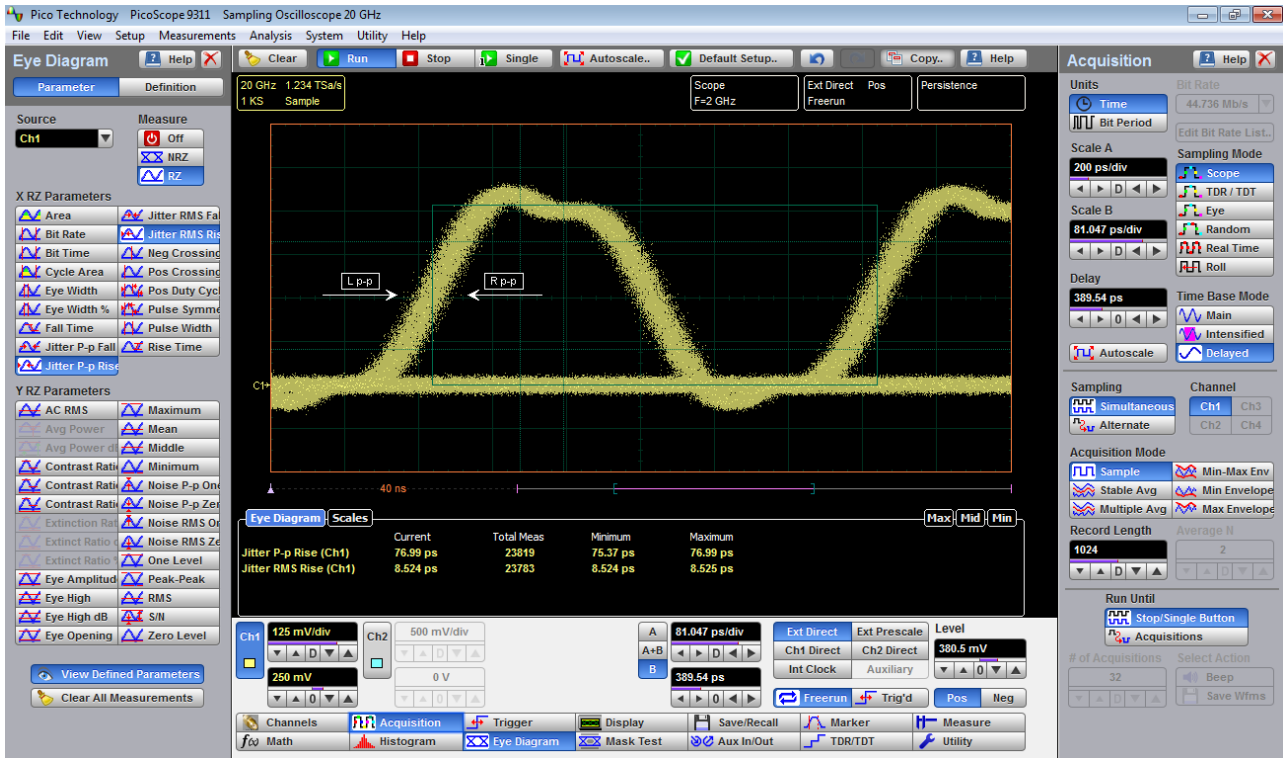 Pico Technology PicoScope 9311 Sampling Oscilloscope 20 GHz
File Edit View Setup Measurements Analysis System Utility Help
Eye Diagram Help
Parameter Definition
Source Measure
Ch1 Off
NRZ
RZ
X RZ Parameters
Area Jitter RMS Fal
Bit Rate Jitter RMS Ris
Bit Time Neg Crossing
Cycle Area Pos Crossing
Eye Width Pos Duty Cycl
Eye Width % Pulse Symme
Fall Time Pulse Width
Jitter P-p Fall Rise Time
Jitter P-p Rise
Y RZ Parameters
AC RMS Maximum
Avg Power Mean
Avg Power dB Middle
Contrast Rati Minimum
Contrast Rati Noise P-p One
Contrast Rati Noise P-p Zer
Extinction Rat Noise RMS On
Extinct Ratio Noise RMS Ze
Extinct Ratio One Level
Eye Amplitud Peak-Peak
Eye High RMS
Eye High dB S/N
Eye Opening Zero Level
View Defined Parameters
Clear All Measurements
Clear Run Stop Single Autoscale.. Default Setup.. Copy.. Help
20 GHz 1.234 TSa/s
1 KS Sample
Scope
F=2 GHz
Ext Direct Pos
Freerun
Persistence
L p-p R p-p
C1
40 ns
Eye Diagram Scales Max Mid Min
Current Total Meas Minimum Maximum
Jitter P-p Rise (Ch1) 76.99 ps 23819 75.37 ps 76.99 ps
Jitter RMS Rise (Ch1) 8.524 ps 23783 8.524 ps 8.525 ps
Ch1 125 mV/div Ch2 500 mV/div A 81.047 ps/div Ext Direct Ext Prescale Level
D D A+B D Ch1 Direct Ch2 Direct 380.5 mV
250 mV 0 V B 389.54 ps Int Clock Auxiliary 0
0 0 0 Freerun Trig'd Pos Neg
Channels Acquisition Trigger Display Save/Recall Marker Measure
f(x) Math Histogram Eye Diagram Mask Test Aux In/Out TDR/TDT Utility
Acquisition Help
Units Bit Rate
Time 44.736 Mb/s
Bit Period Edit Bit Rate List..
Scale A Sampling Mode
200 ps/div Scope
D TDR / TDT
Scale B Eye
81.047 ps/div Random
D Real Time
Roll
Delay
389.54 ps Time Base Mode
0 Main
Intensified
Autoscale Delayed
Sampling Channel
Simultaneous Ch1 Ch3
Alternate Ch2 Ch4
Acquisition Mode
Sample Min-Max Env
Stable Avg Min Envelope
Multiple Avg Max Envelope
Record Length Average N
1024 2
D D
Run Until
Stop/Single Button
Acquisitions
# of Acquisitions Select Action
32 Beep
D Save Wfms